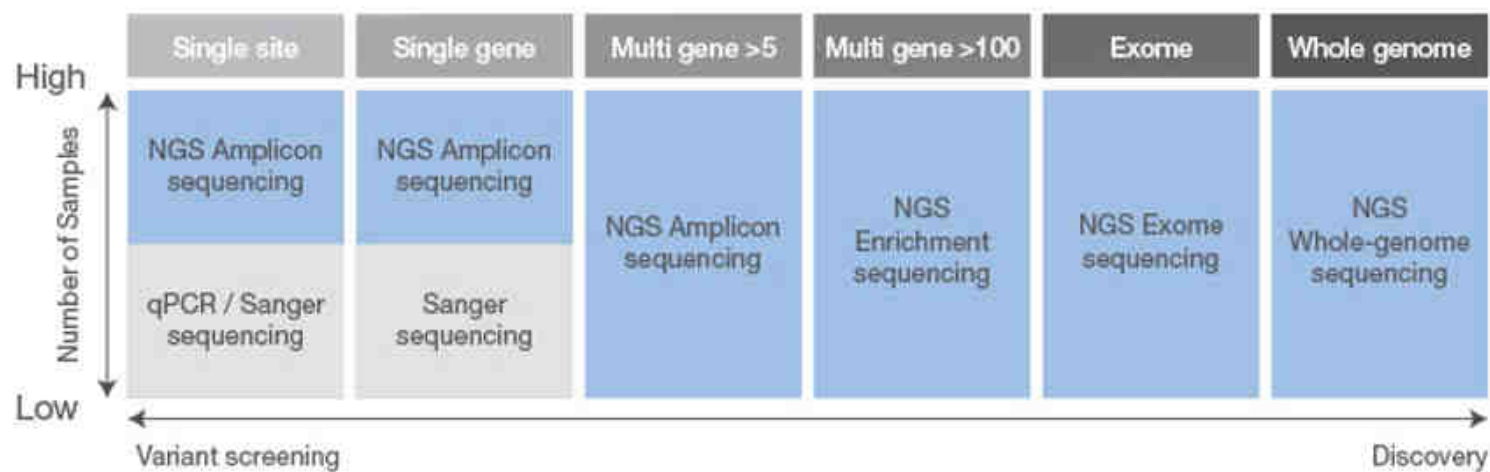 Single site
Single gene
Multi gene >5
Multi gene >100
Exome
Whole genome
High
Number of Samples
Low
NGS Amplicon
sequencing
NGS Amplicon
sequencing
qPCR / Sanger
sequencing
Sanger
sequencing
NGS Amplicon
sequencing
NGS
Enrichment
sequencing
NGS Exome
sequencing
NGS
Whole-genome
sequencing
Variant screening
Discovery